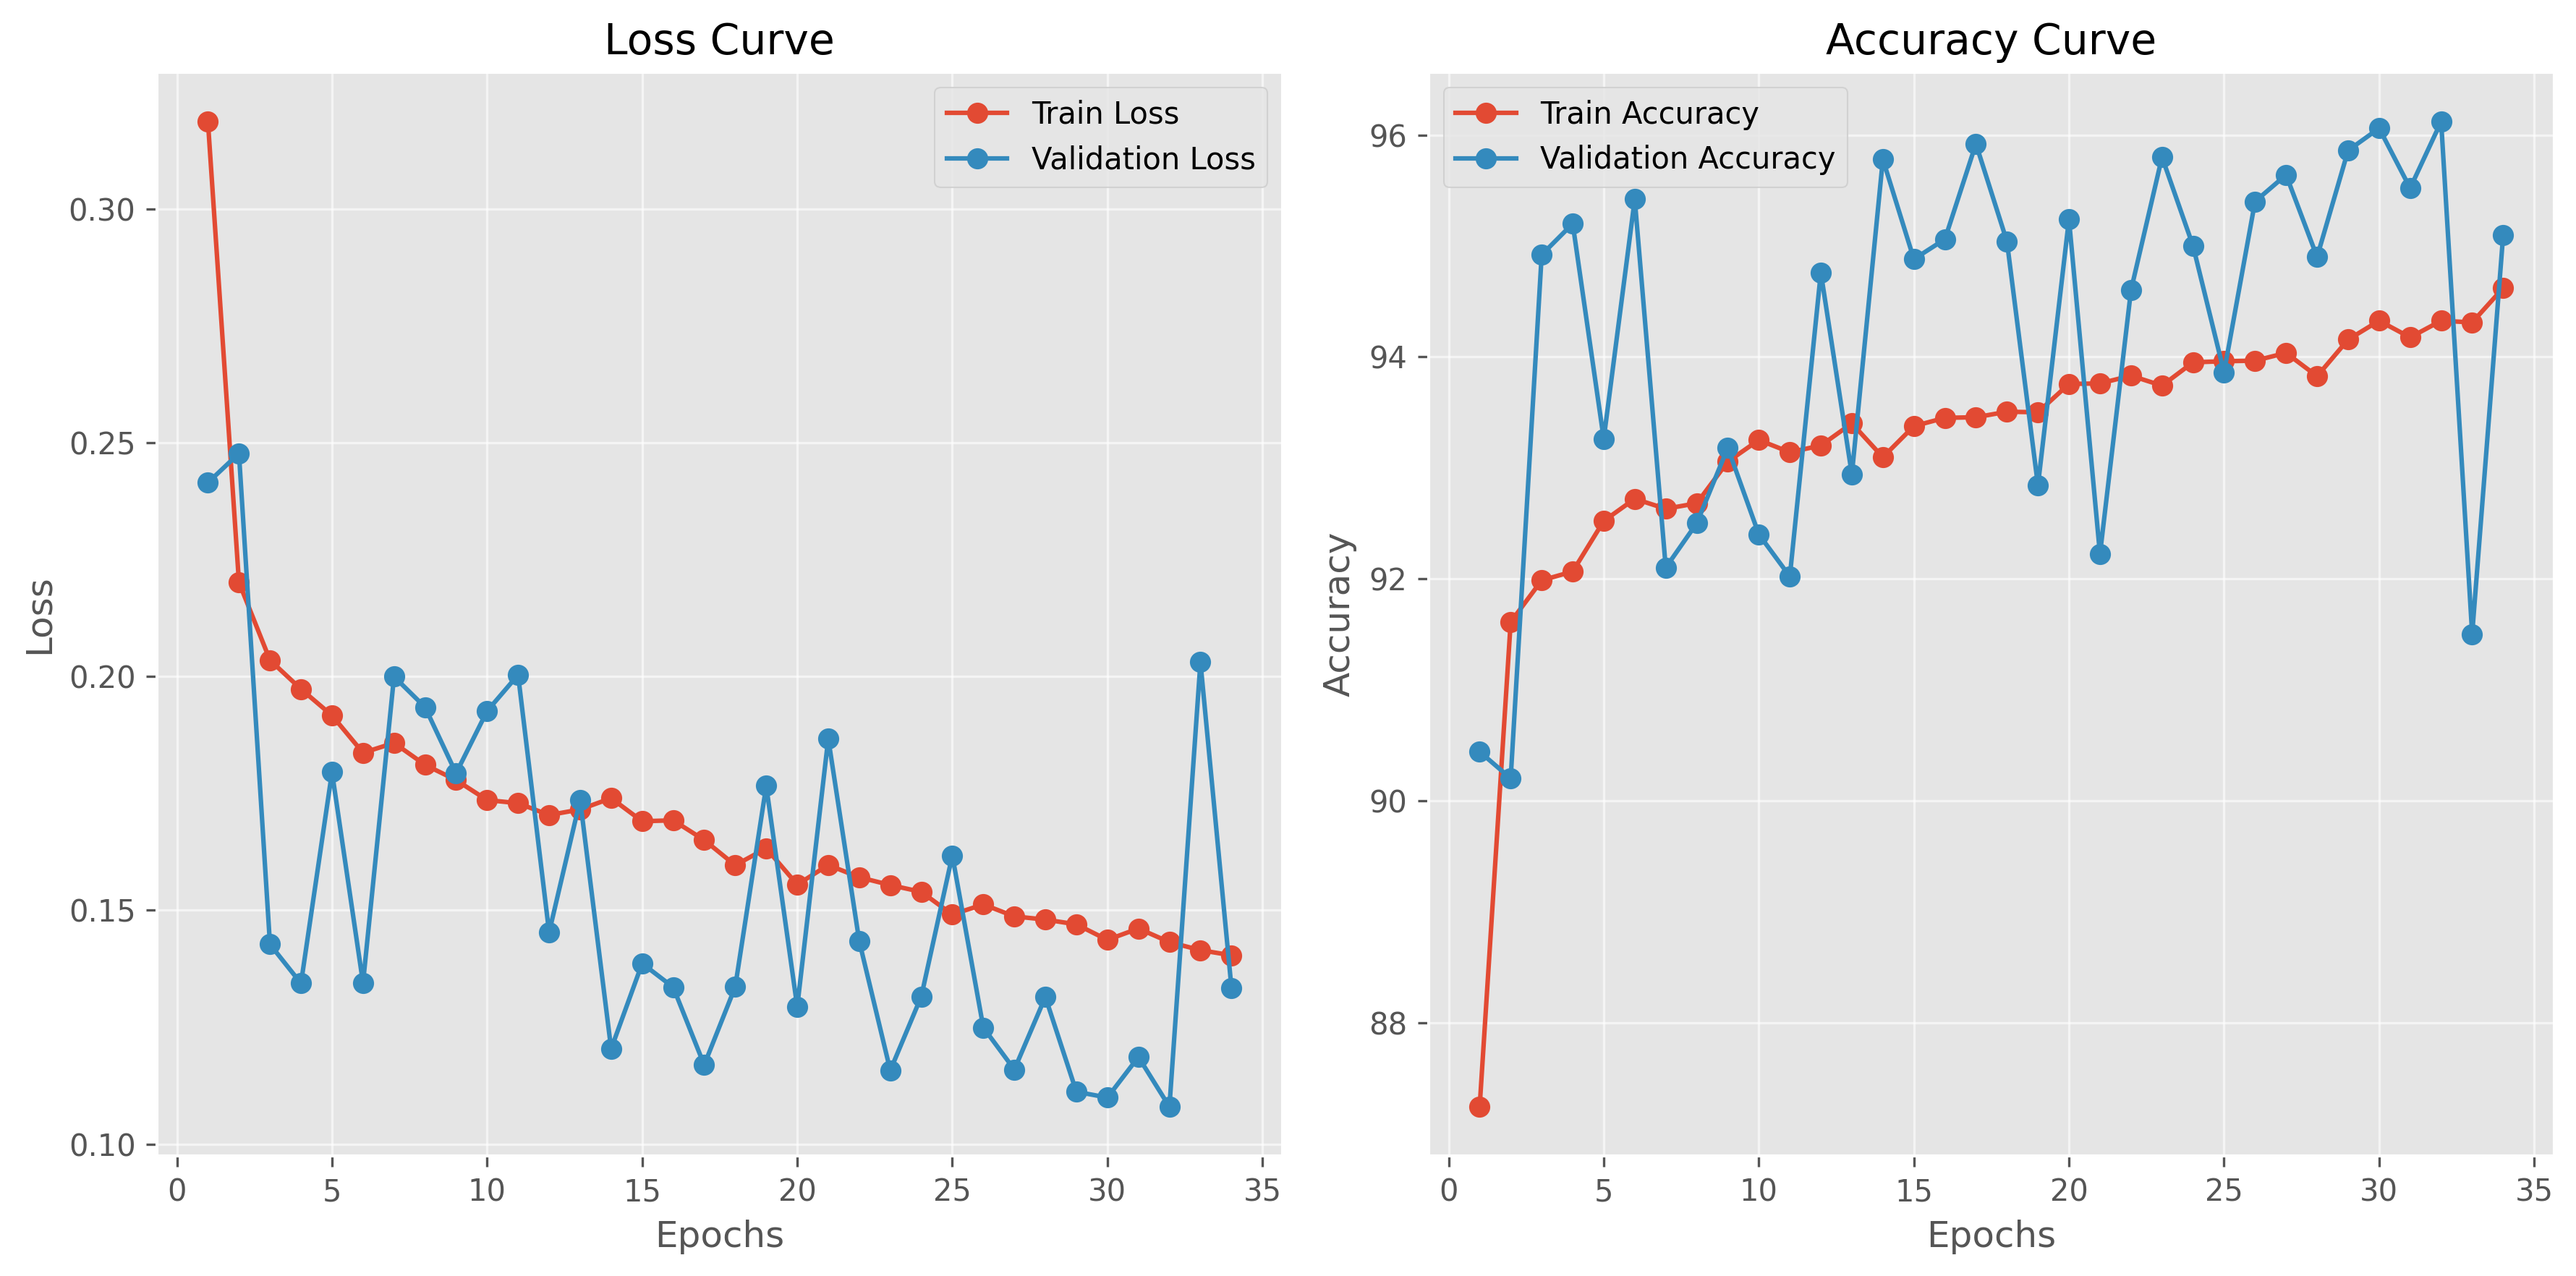 Loss Curve
Train Loss
Validation Loss
0.30
0.25
0.20
0.15
0.10
Loss
0 5 10 15 20 25 30 35
Epochs
Accuracy Curve
Train Accuracy
Validation Accuracy
96
94
92
90
88
Accuracy
0 5 10 15 20 25 30 35
Epochs